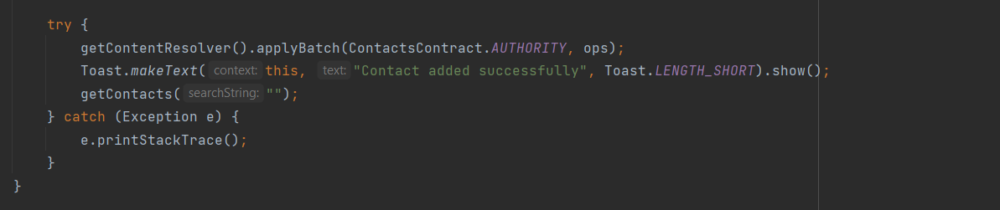 try {
getContentResolver().applyBatch(ContactsContract.AUTHORITY, ops);
Toast.makeText( context: this, text: "Contact added successfully", Toast.LENGTH_SHORT).show();
getContacts( searchString: "");
} catch (Exception e) {
e.printStackTrace();
}
}